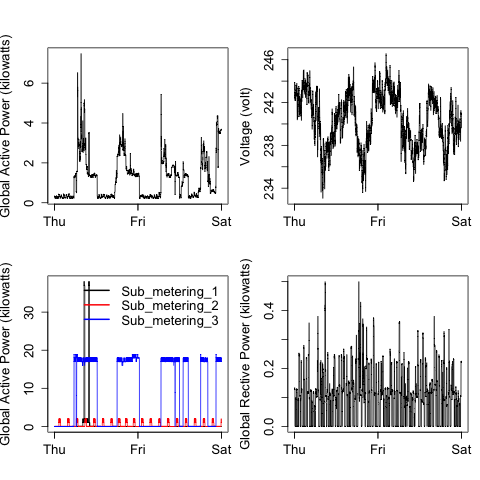 Global Active Power (kilowatts)
0 2 4 6
Thu Fri Sat
Voltage (volt)
234 238 242 246
Thu Fri Sat
Global Active Power (kilowatts)
0 10 20 30
Sub_metering_1
Sub_metering_2
Sub_metering_3
Thu Fri Sat
Global Rective Power (kilowatts)
0.0 0.2 0.4
Thu Fri Sat